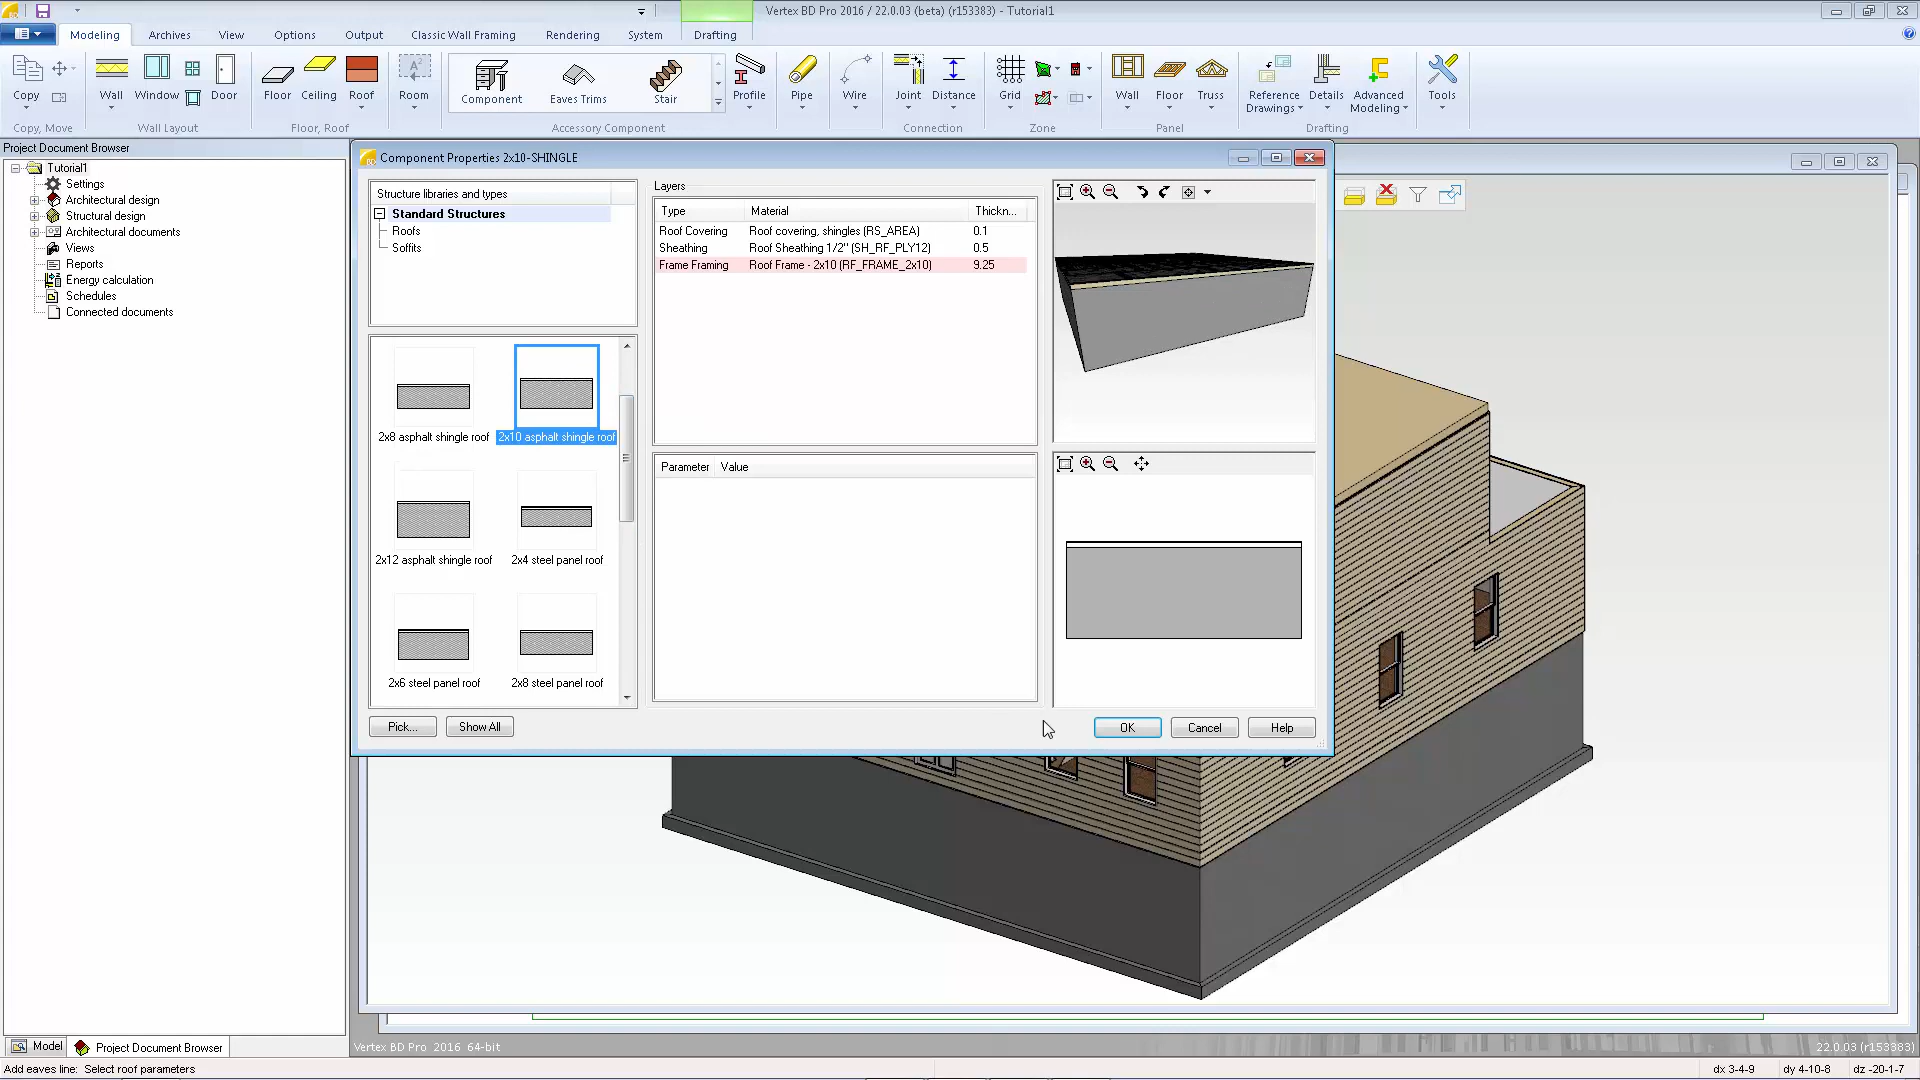 Vertex BD Pro 2016 / 22.0.03 (beta) (r153383) - Tutorial1
Modeling Archives View Options Output Classic Wall Framing Rendering System Drafting
Copy Wall Window Door Floor Ceiling Roof Room Component Eaves Trims Stair Profile Pipe Wire Joint Distance Grid Wall Floor Truss Reference Drawings Details Advanced Modeling Tools
Copy, Move Wall Layout Floor, Roof Accessory Component Connection Zone Panel Drafting
Project Document Browser
Tutorial1
Settings
Architectural design
Structural design
Architectural documents
Views
Reports
Energy calculation
Schedules
Connected documents
Component Properties 2x10-SHINGLE
Structure libraries and types
Standard Structures
Roofs
Soffits
2x8 asphalt shingle roof 2x10 asphalt shingle roof
2x12 asphalt shingle roof 2x4 steel panel roof
2x6 steel panel roof 2x8 steel panel roof
Pick... Show All
Layers
Type Material Thickn...
Roof Covering Roof covering, shingles (RS_AREA) 0.1
Sheathing Roof Sheathing 1/2" (SH_RF_PLY12) 0.5
Frame Framing Roof Frame - 2x10 (RF_FRAME_2x10) 9.25
Parameter Value
OK Cancel Help
Model Project Document Browser
Vertex BD Pro 2016 64-bit 22.0.03 (r153383)
Add eaves line: Select roof parameters dx 3-4-9 dy 4-10-8 dz -20-1-7